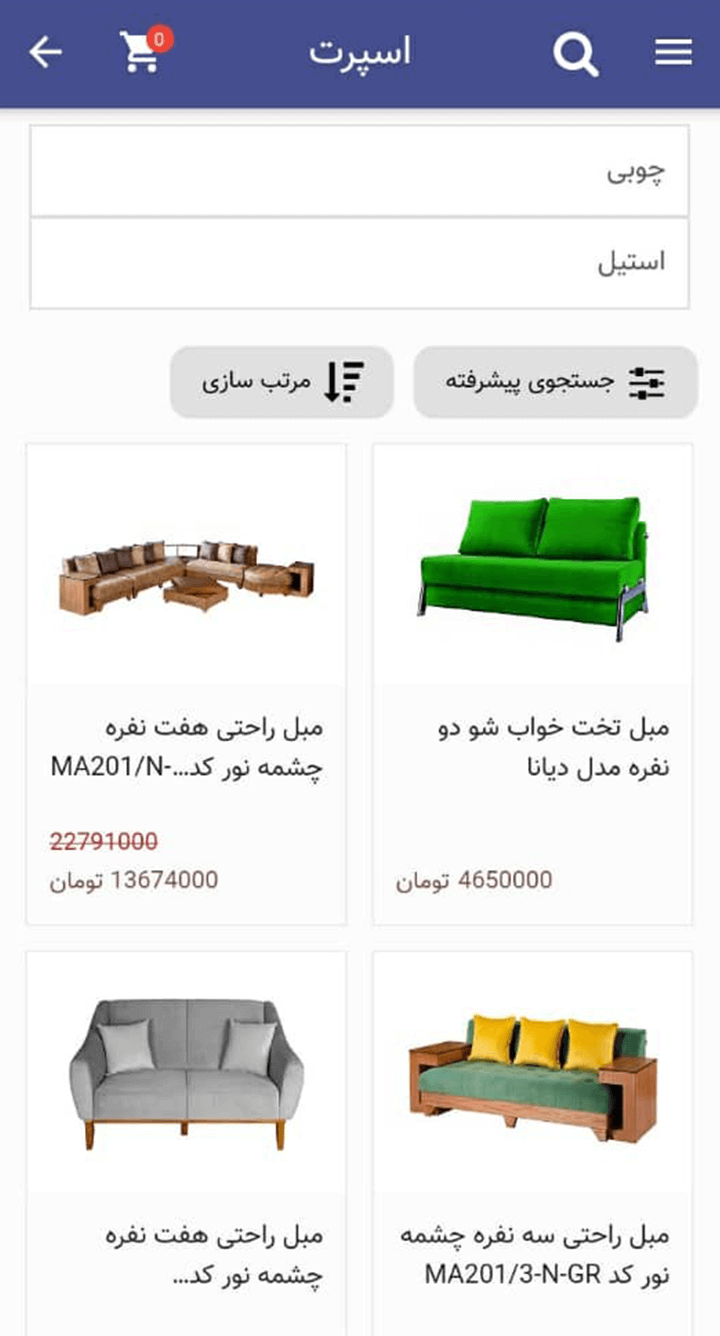 اسپرت
0
چوبی
استیل
جستجوی پیشرفته
مرتب سازی
مبل تخت خواب شو دو
نفره مدل دیانا
4650000 تومان
مبل راحتی هفت نفره
چشمه نور کد...-MA201/N
22791000
13674000 تومان
مبل راحتی سه نفره چشمه
نور کد MA201/3-N-GR
مبل راحتی هفت نفره
چشمه نور کد...